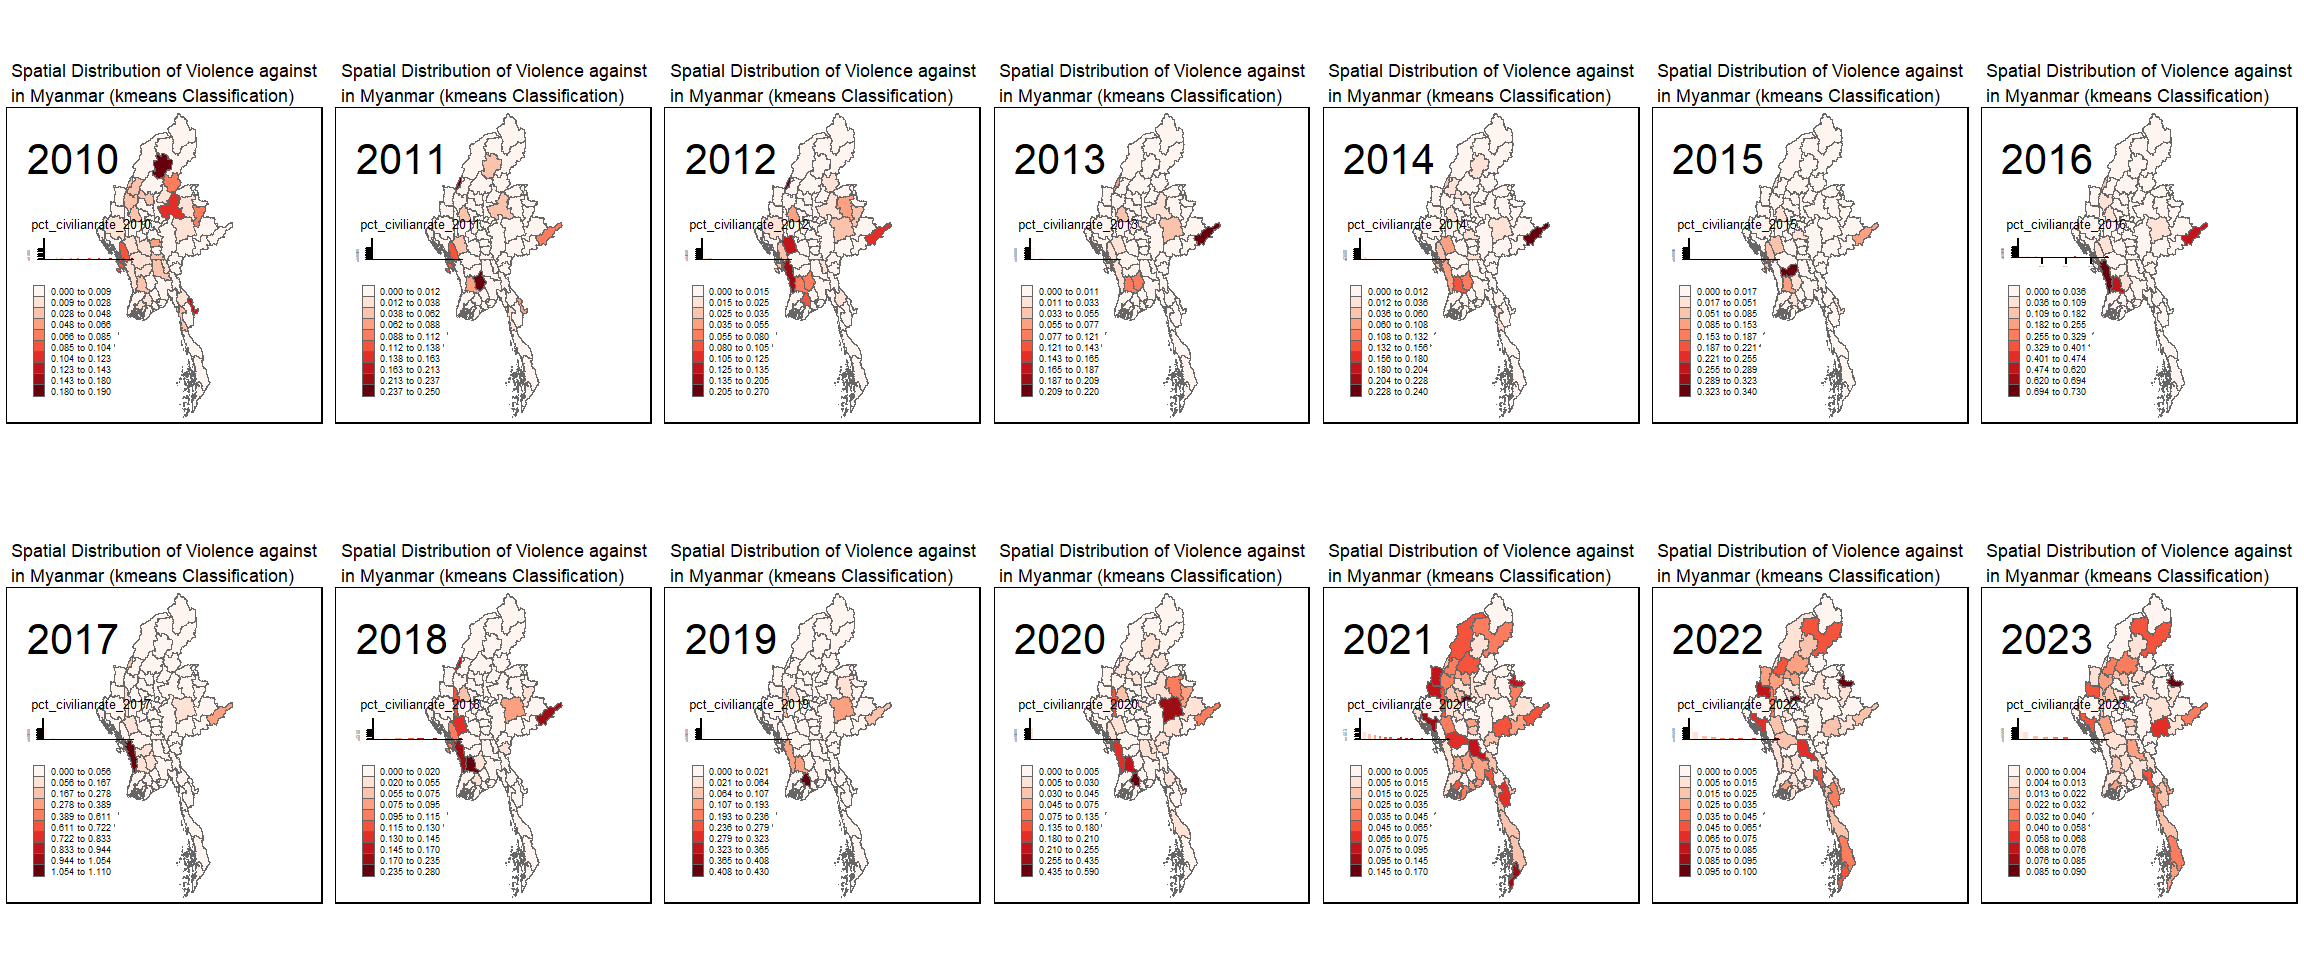 Spatial Distribution of Violence against
in Myanmar (kmeans Classification)
2010
pct_civilianrate_2010
0.000 to 0.009
0.009 to 0.028
0.028 to 0.048
0.048 to 0.066
0.066 to 0.085
0.085 to 0.104
0.104 to 0.123
0.123 to 0.143
0.143 to 0.180
0.180 to 0.190
Spatial Distribution of Violence against
in Myanmar (kmeans Classification)
2011
pct_civilianrate_2011
0.000 to 0.012
0.012 to 0.038
0.038 to 0.062
0.062 to 0.088
0.088 to 0.112
0.112 to 0.138
0.138 to 0.163
0.163 to 0.213
0.213 to 0.237
0.237 to 0.250
Spatial Distribution of Violence against
in Myanmar (kmeans Classification)
2012
pct_civilianrate_2012
0.000 to 0.015
0.015 to 0.025
0.025 to 0.035
0.035 to 0.055
0.055 to 0.080
0.080 to 0.105
0.105 to 0.125
0.125 to 0.135
0.135 to 0.205
0.205 to 0.270
Spatial Distribution of Violence against
in Myanmar (kmeans Classification)
2013
pct_civilianrate_2013
0.000 to 0.011
0.011 to 0.033
0.033 to 0.055
0.055 to 0.077
0.077 to 0.121
0.121 to 0.143
0.143 to 0.165
0.165 to 0.187
0.187 to 0.209
0.209 to 0.220
Spatial Distribution of Violence against
in Myanmar (kmeans Classification)
2014
pct_civilianrate_2014
0.000 to 0.012
0.012 to 0.036
0.036 to 0.060
0.060 to 0.108
0.108 to 0.132
0.132 to 0.156
0.156 to 0.180
0.180 to 0.204
0.204 to 0.228
0.228 to 0.240
Spatial Distribution of Violence against
in Myanmar (kmeans Classification)
2015
pct_civilianrate_2015
0.000 to 0.017
0.017 to 0.051
0.051 to 0.085
0.085 to 0.153
0.153 to 0.187
0.187 to 0.221
0.221 to 0.255
0.255 to 0.289
0.289 to 0.323
0.323 to 0.340
Spatial Distribution of Violence against
in Myanmar (kmeans Classification)
2016
pct_civilianrate_2016
0.000 to 0.036
0.036 to 0.109
0.109 to 0.182
0.182 to 0.255
0.255 to 0.329
0.329 to 0.401
0.401 to 0.474
0.474 to 0.620
0.620 to 0.694
0.694 to 0.730
Spatial Distribution of Violence against
in Myanmar (kmeans Classification)
2017
pct_civilianrate_2017
0.000 to 0.056
0.056 to 0.167
0.167 to 0.278
0.278 to 0.389
0.389 to 0.611
0.611 to 0.722
0.722 to 0.833
0.833 to 0.944
0.944 to 1.054
1.054 to 1.110
Spatial Distribution of Violence against
in Myanmar (kmeans Classification)
2018
pct_civilianrate_2018
0.000 to 0.020
0.020 to 0.055
0.055 to 0.075
0.075 to 0.095
0.095 to 0.115
0.115 to 0.130
0.130 to 0.145
0.145 to 0.170
0.170 to 0.235
0.235 to 0.280
Spatial Distribution of Violence against
in Myanmar (kmeans Classification)
2019
pct_civilianrate_2019
0.000 to 0.021
0.021 to 0.064
0.064 to 0.107
0.107 to 0.193
0.193 to 0.236
0.236 to 0.279
0.279 to 0.323
0.323 to 0.365
0.365 to 0.408
0.408 to 0.430
Spatial Distribution of Violence against
in Myanmar (kmeans Classification)
2020
pct_civilianrate_2020
0.000 to 0.005
0.005 to 0.030
0.030 to 0.045
0.045 to 0.075
0.075 to 0.135
0.135 to 0.180
0.180 to 0.210
0.210 to 0.255
0.255 to 0.435
0.435 to 0.590
Spatial Distribution of Violence against
in Myanmar (kmeans Classification)
2021
pct_civilianrate_2021
0.000 to 0.005
0.005 to 0.015
0.015 to 0.025
0.025 to 0.035
0.035 to 0.045
0.045 to 0.065
0.065 to 0.075
0.075 to 0.095
0.095 to 0.145
0.145 to 0.170
Spatial Distribution of Violence against
in Myanmar (kmeans Classification)
2022
pct_civilianrate_2022
0.000 to 0.005
0.005 to 0.015
0.015 to 0.025
0.025 to 0.035
0.035 to 0.045
0.045 to 0.065
0.065 to 0.075
0.075 to 0.085
0.085 to 0.095
0.095 to 0.100
Spatial Distribution of Violence against
in Myanmar (kmeans Classification)
2023
pct_civilianrate_2023
0.000 to 0.004
0.004 to 0.013
0.013 to 0.022
0.022 to 0.032
0.032 to 0.040
0.040 to 0.058
0.058 to 0.068
0.068 to 0.076
0.076 to 0.085
0.085 to 0.090